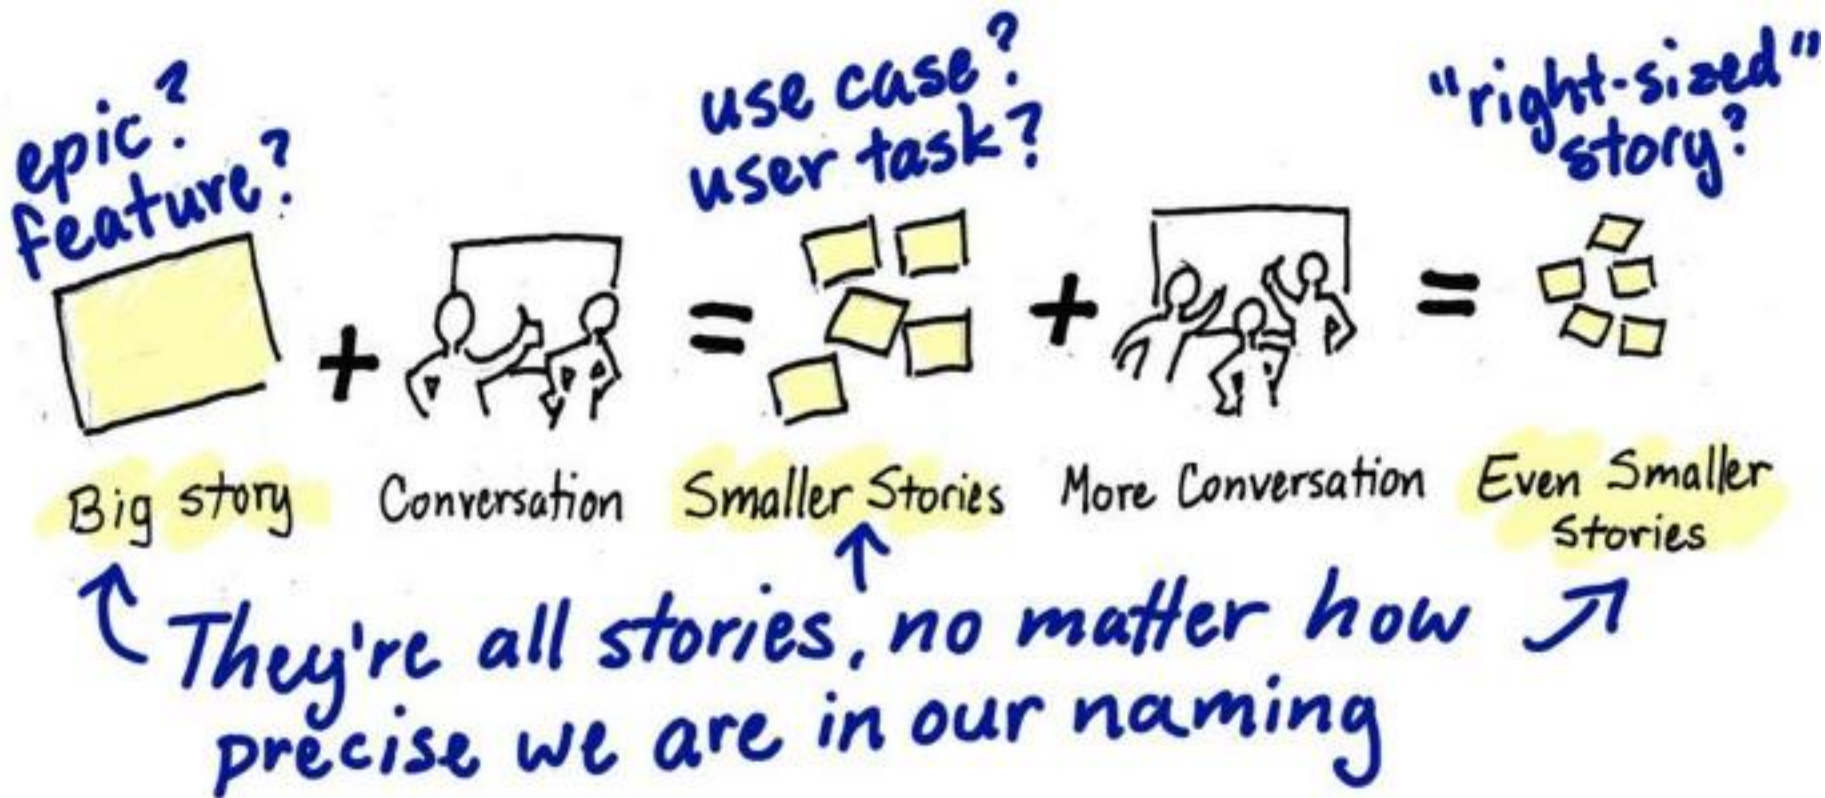 epic?
feature?
use case?
user task?
"right-sized"
story?
+
=
+
=
Big story
Conversation
Smaller Stories
More Conversation
Even Smaller
Stories
They're all stories, no matter how
precise we are in our naming